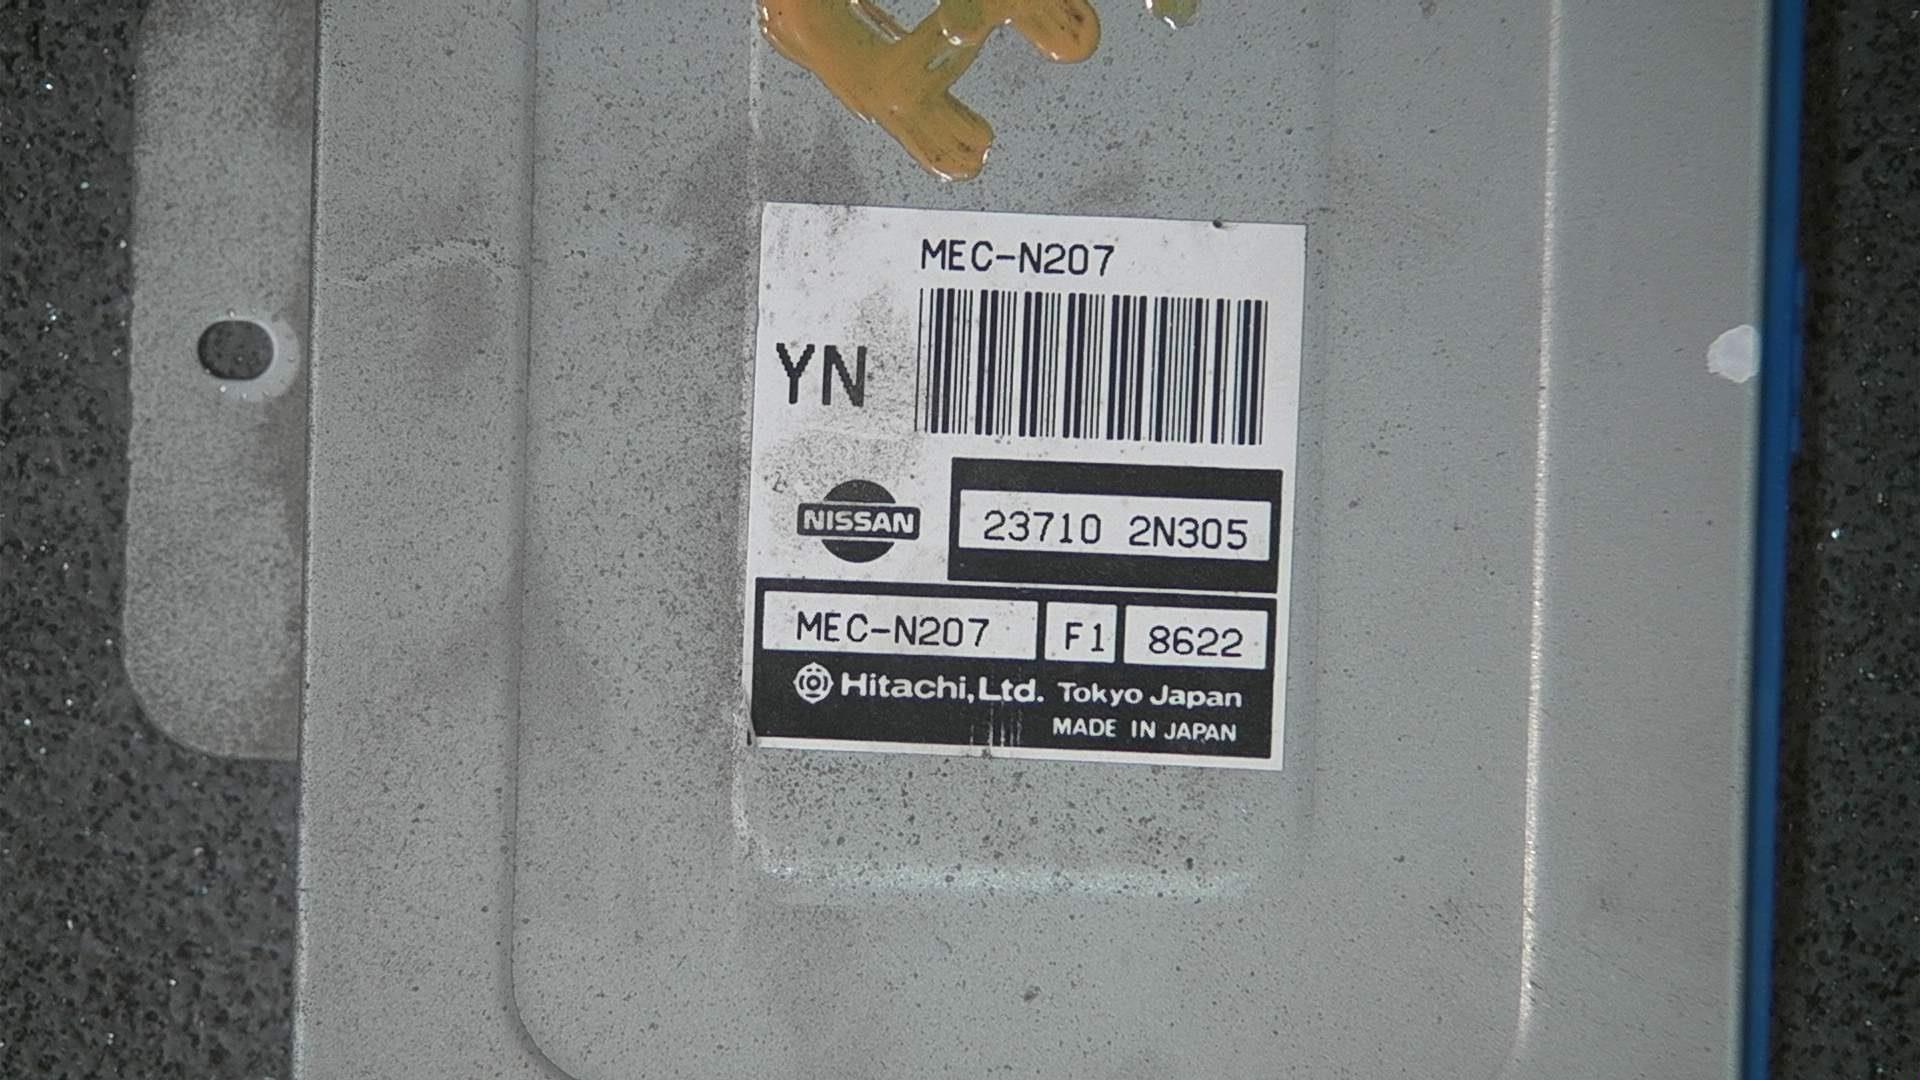 MEC-N207
YN
NISSAN
23710 2N305
MEC-N207 F1 8622
Hitachi,Ltd. Tokyo Japan
MADE IN JAPAN